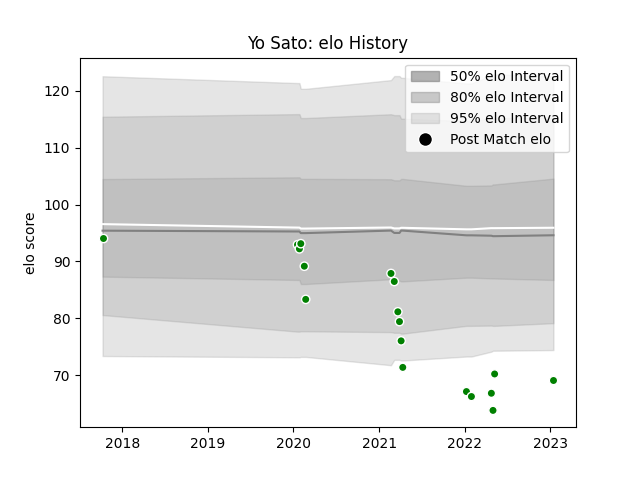 Yo Sato: elo History
50% elo Interval
80% elo Interval
95% elo Interval
Post Match elo
elo score
120
110
100
90
80
70
2018
2019
2020
2021
2022
2023